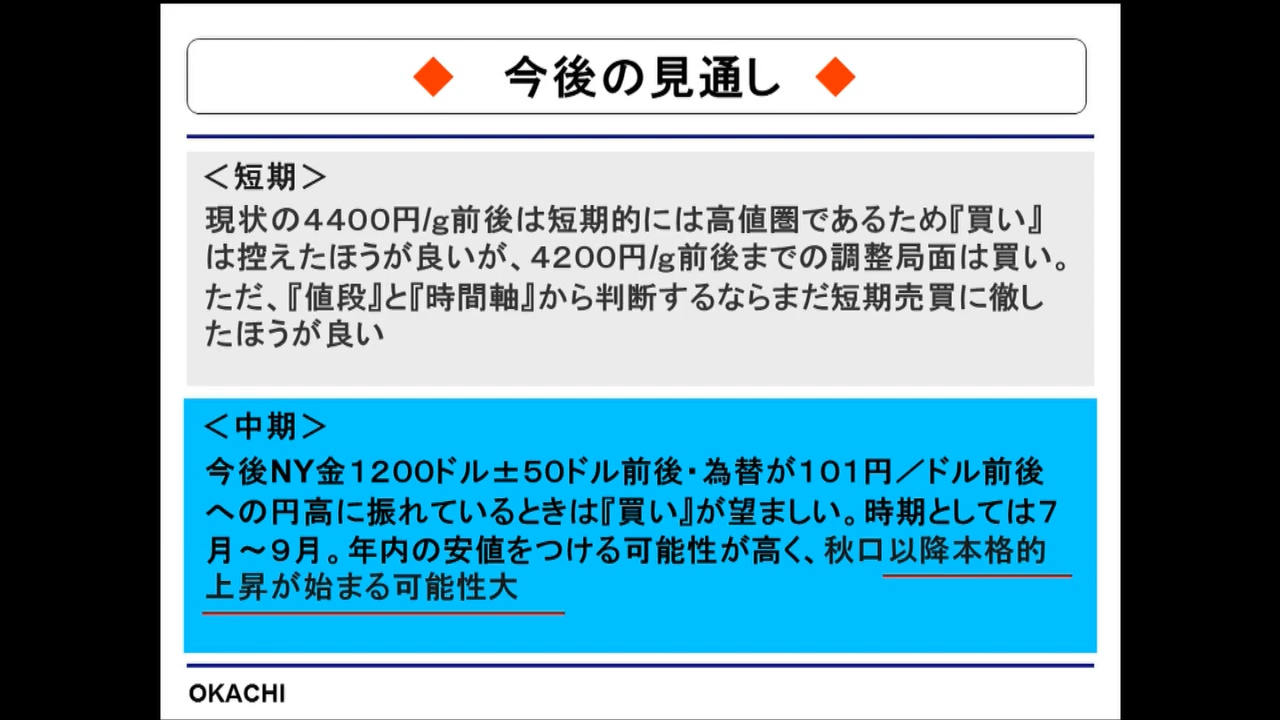 ◆ 今後の見通し ◆
＜短期＞
現状の４４００円/g前後は短期的には高値圏であるため『買い』
は控えたほうが良いが、４２００円/g前後までの調整局面は買い。
ただ、『値段』と『時間軸』から判断するならまだ短期売買に徹し
たほうが良い
＜中期＞
今後NY金１２００ドル±５０ドル前後・為替が１０１円／ドル前後
への円高に振れているときは『買い』が望ましい。時期としては７
月～９月。年内の安値をつける可能性が高く、秋口以降本格的
上昇が始まる可能性大
OKACHI